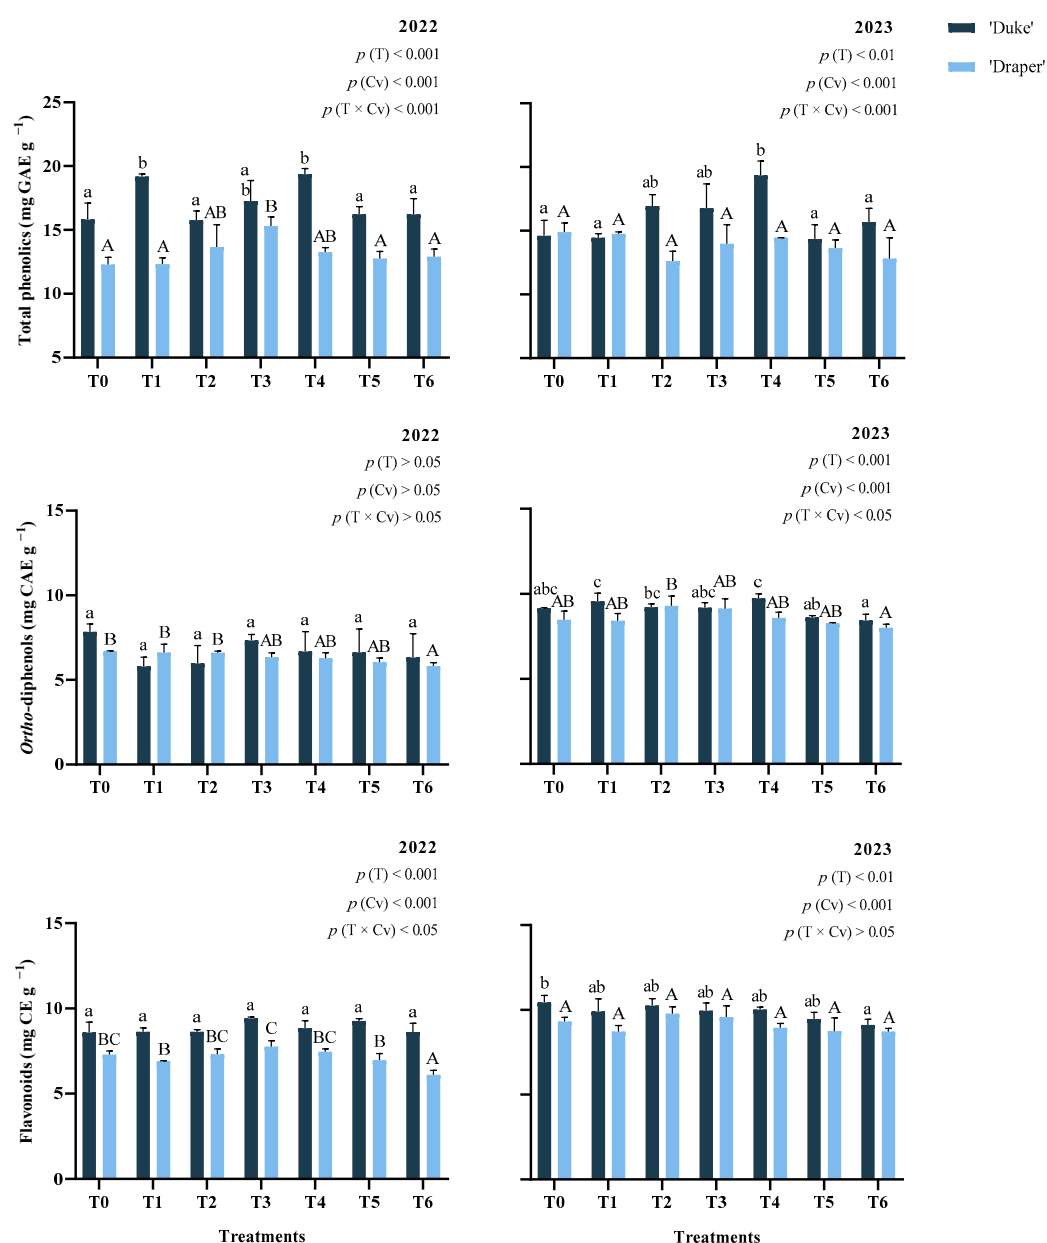 2022
p (T) < 0.001
p (Cv) < 0.001
p (T × Cv) < 0.001
2023
p (T) < 0.01
p (Cv) < 0.001
p (T × Cv) < 0.001
'Duke'
'Draper'
Total phenolics (mg GAE g ⁻¹)
25
20
15
10
5
a A b A a AB a b B b AB a A a A
T0 T1 T2 T3 T4 T5 T6
a A a A ab A ab A b A a A a A
T0 T1 T2 T3 T4 T5 T6
2022
p (T) > 0.05
p (Cv) > 0.05
p (T × Cv) > 0.05
2023
p (T) < 0.001
p (Cv) < 0.001
p (T × Cv) < 0.05
Ortho-diphenols (mg CAE g ⁻¹)
15
10
5
0
a B a B a B a AB a AB a AB a A
T0 T1 T2 T3 T4 T5 T6
abc AB c AB bc B abc AB c AB ab AB a A
T0 T1 T2 T3 T4 T5 T6
2022
p (T) < 0.001
p (Cv) < 0.001
p (T × Cv) < 0.05
2023
p (T) < 0.01
p (Cv) < 0.001
p (T × Cv) > 0.05
Flavonoids (mg CE g ⁻¹)
15
10
5
0
a BC a B a BC a C a BC a B a A
T0 T1 T2 T3 T4 T5 T6
Treatments
b A ab A ab A ab A ab A ab A a A
T0 T1 T2 T3 T4 T5 T6
Treatments